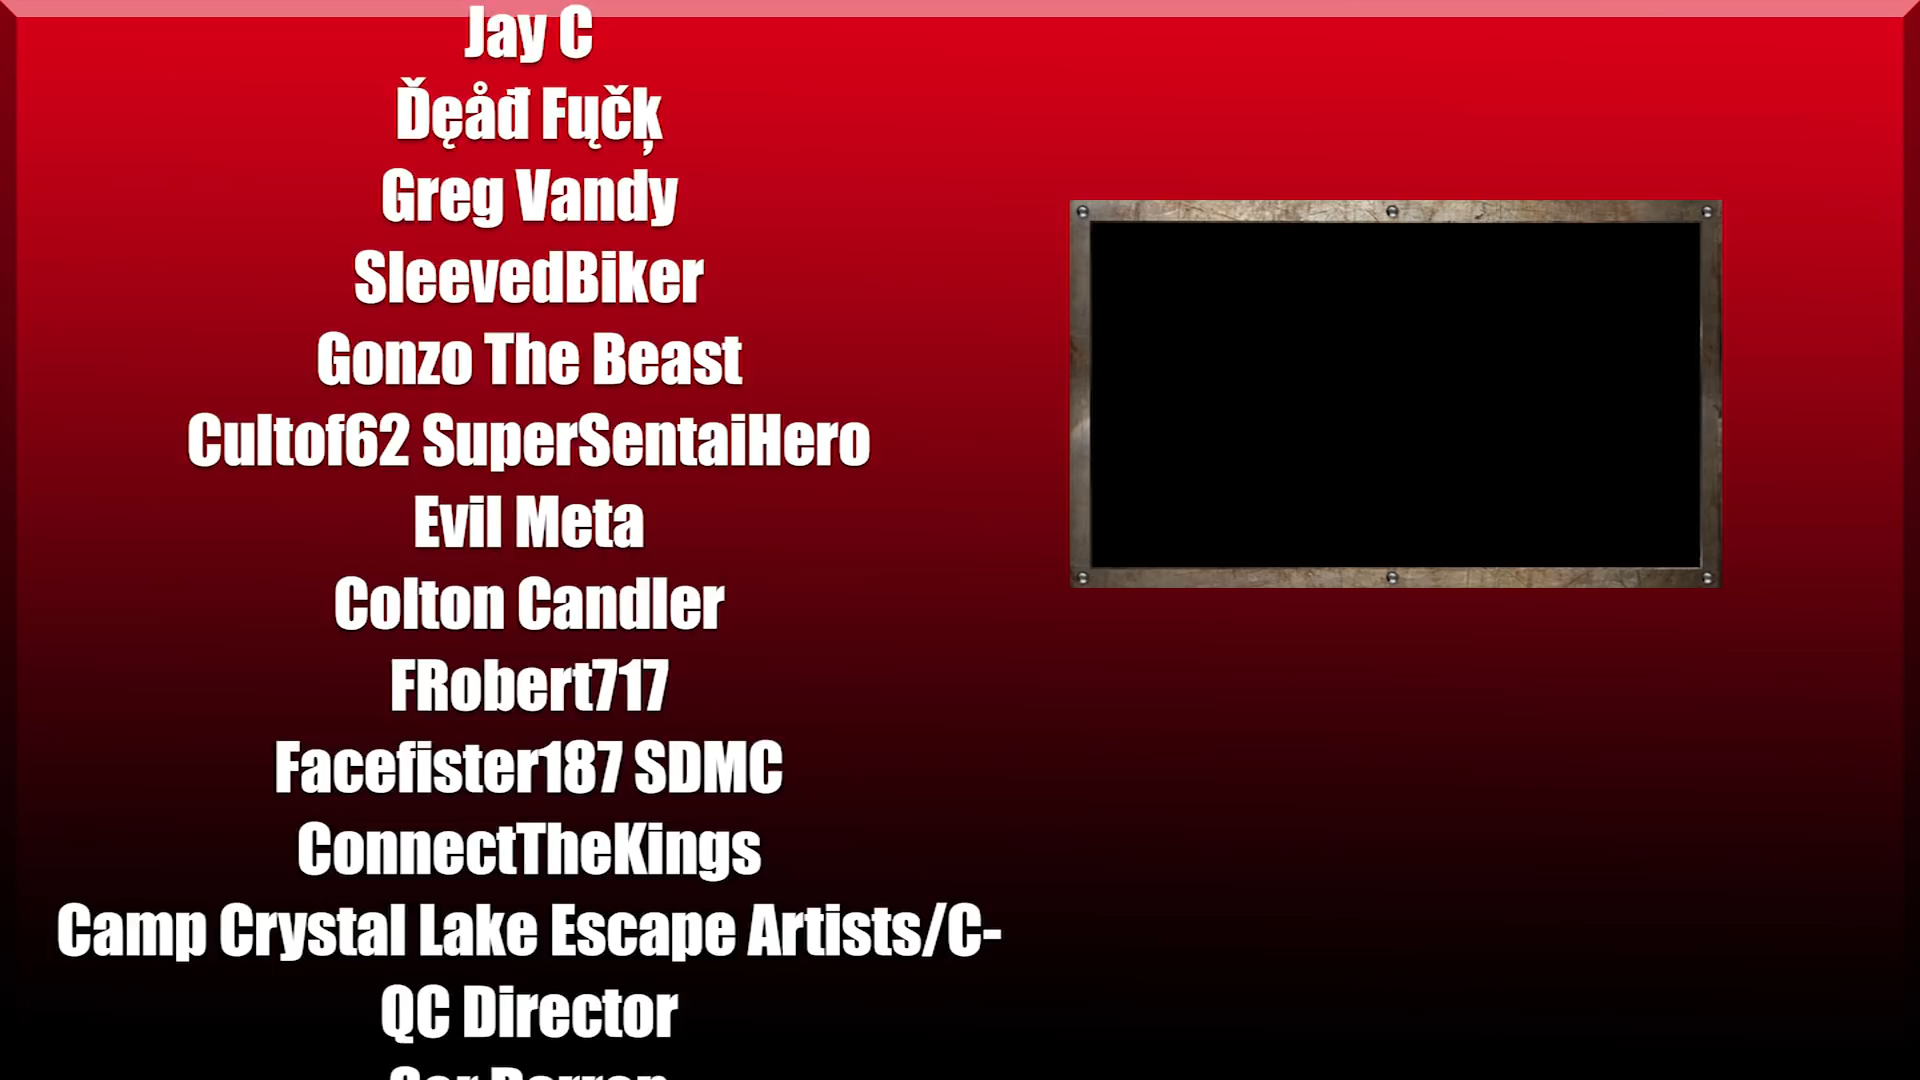 Jay C
Ďęåđ Fųčķ
Greg Vandy
SleevedBiker
Gonzo The Beast
Cultof62 SuperSentaiHero
Evil Meta
Colton Candler
FRobert717
Facefister187 SDMC
ConnectTheKings
Camp Crystal Lake Escape Artists/C-
QC Director